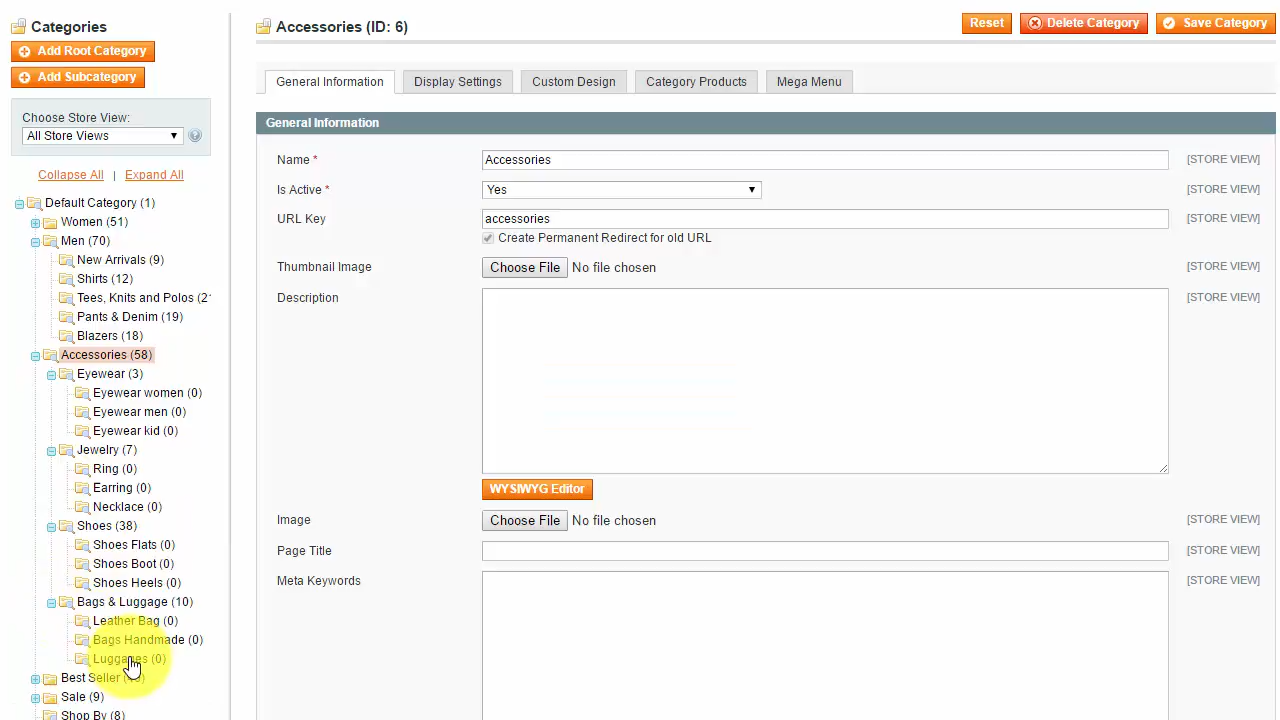 Categories
Add Root Category
Add Subcategory
Choose Store View:
All Store Views
Collapse All | Expand All
Default Category (1)
Women (51)
Men (70)
New Arrivals (9)
Shirts (12)
Tees, Knits and Polos (2
Pants & Denim (19)
Blazers (18)
Accessories (58)
Eyewear (3)
Eyewear women (0)
Eyewear men (0)
Eyewear kid (0)
Jewelry (7)
Ring (0)
Earring (0)
Necklace (0)
Shoes (38)
Shoes Flats (0)
Shoes Boot (0)
Shoes Heels (0)
Bags & Luggage (10)
Leather Bag (0)
Bags Handmade (0)
Luggages (0)
Best Seller
Sale (9)
Shop By (8)
Accessories (ID: 6)
Reset
Delete Category
Save Category
General Information
Display Settings
Custom Design
Category Products
Mega Menu
General Information
Name * Accessories [STORE VIEW]
Is Active * Yes [STORE VIEW]
URL Key accessories [STORE VIEW]
Create Permanent Redirect for old URL
Thumbnail Image Choose File No file chosen [STORE VIEW]
Description [STORE VIEW]
WYSIWYG Editor
Image Choose File No file chosen [STORE VIEW]
Page Title [STORE VIEW]
Meta Keywords [STORE VIEW]